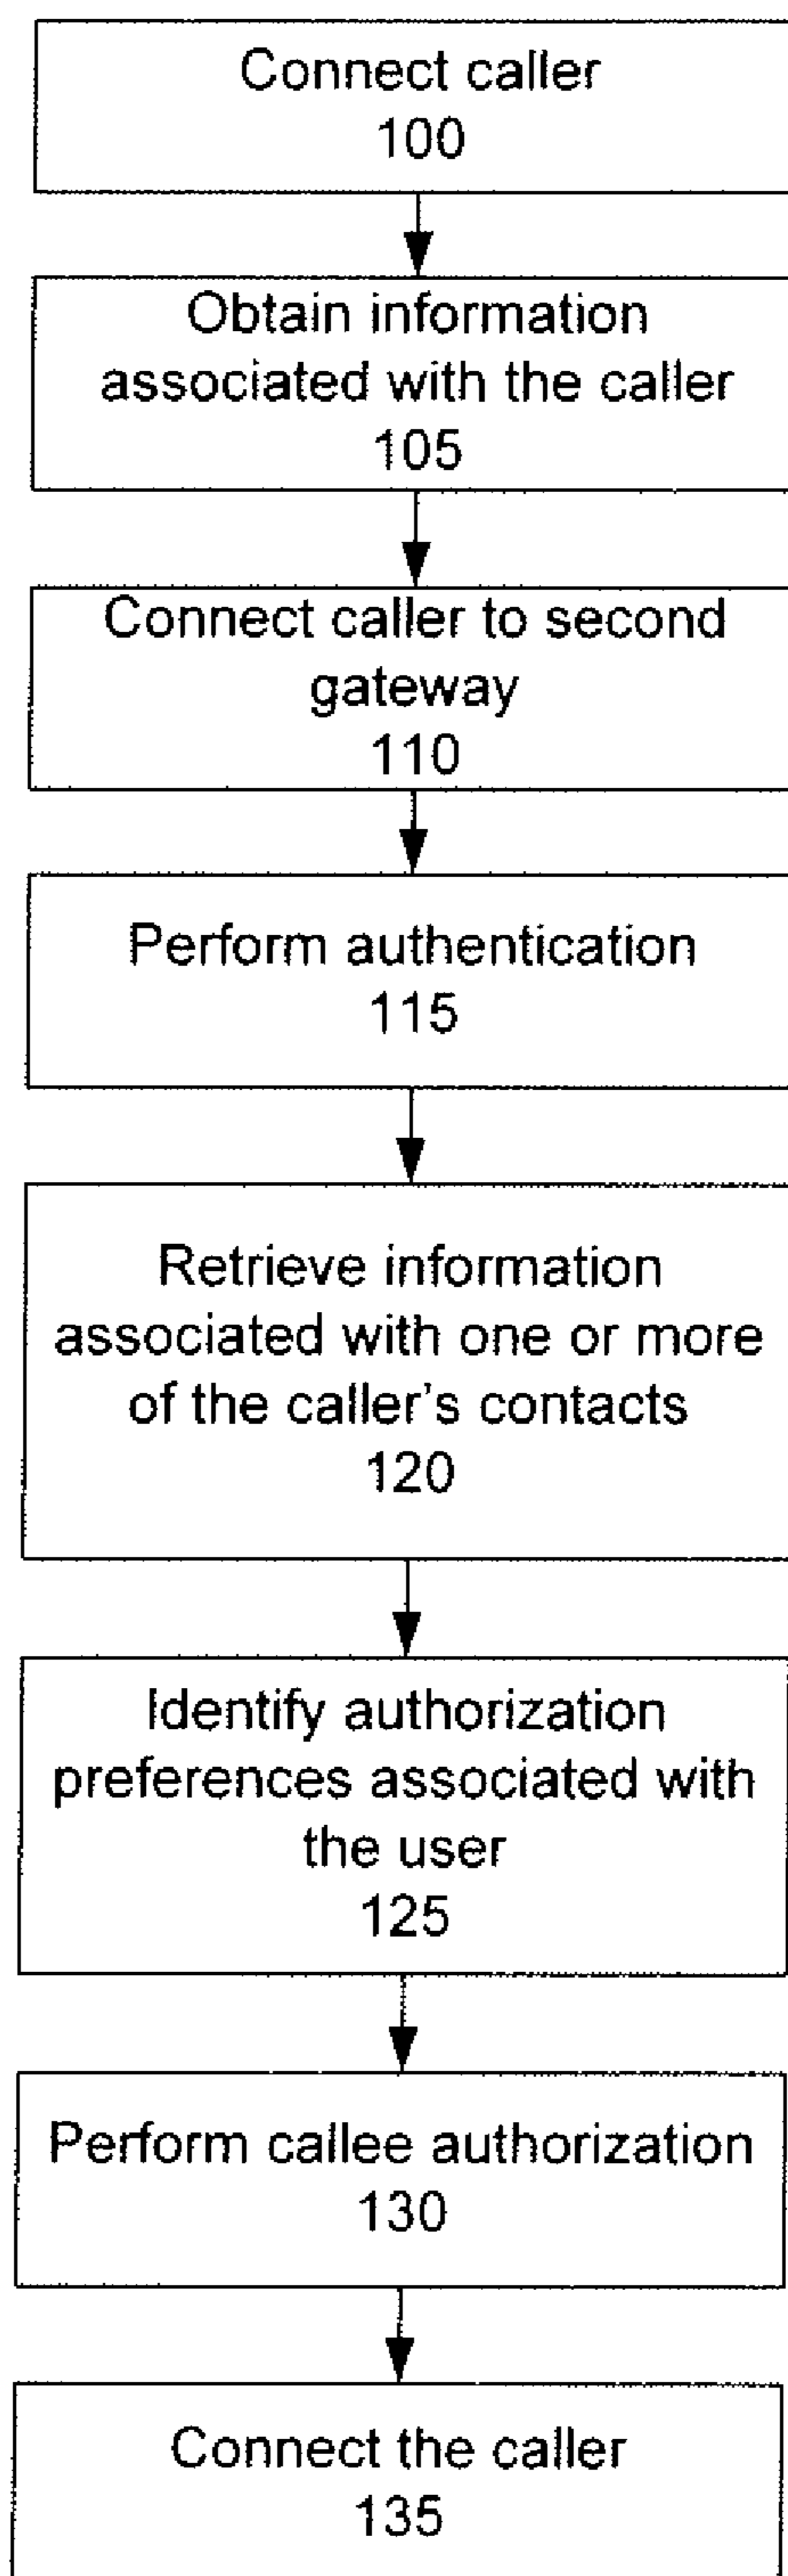 Connect caller
100
Obtain information
associated with the caller
105
Connect caller to second
gateway
110
Perform authentication
115
Retrieve information
associated with one or more
of the caller's contacts
120
Identify authorization
preferences associated with
the user
125
Perform callee authorization
130
Connect the caller
135